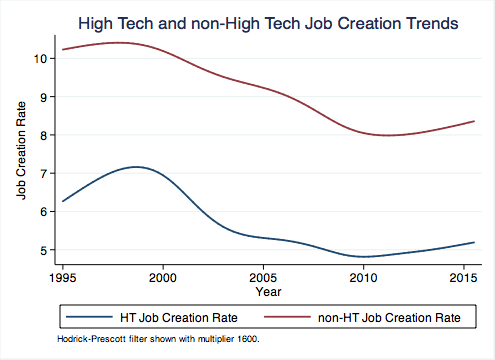 High Tech and non-High Tech Job Creation Trends
10
9
8
7
6
5
Job Creation Rate
1995 2000 2005 2010 2015
Year
HT Job Creation Rate non-HT Job Creation Rate
Hodrick-Prescott filter shown with multiplier 1600.